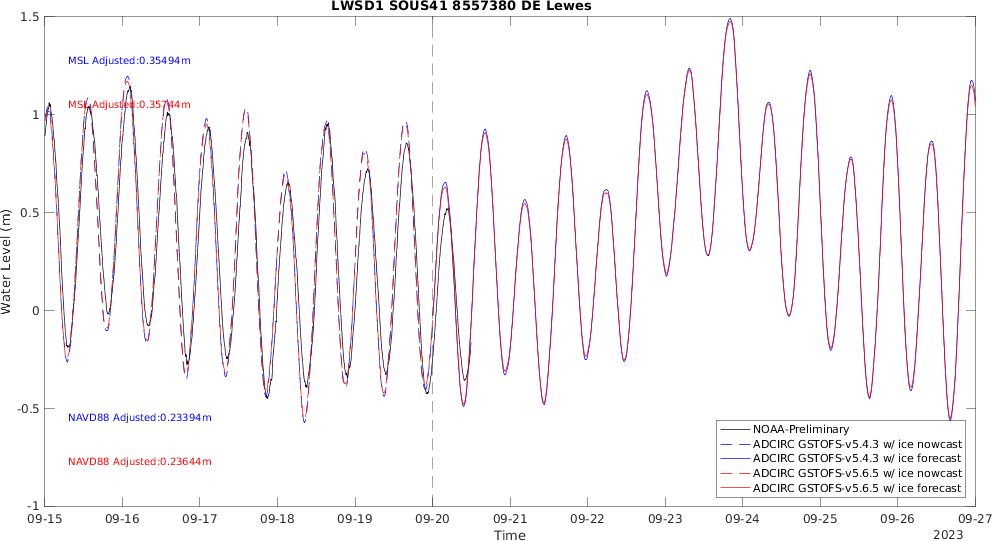 LWSD1 SOUS41 8557380 DE Lewes
1.5
1
0.5
0
-0.5
-1
Water Level (m)
MSL Adjusted:0.35494m
MSL Adjusted:0.35744m
NAVD88 Adjusted:0.23394m
NAVD88 Adjusted:0.23644m
NOAA-Preliminary
ADCIRC GSTOFS-v5.4.3 w/ ice nowcast
ADCIRC GSTOFS-v5.4.3 w/ ice forecast
ADCIRC GSTOFS-v5.6.5 w/ ice nowcast
ADCIRC GSTOFS-v5.6.5 w/ ice forecast
09-15 09-16 09-17 09-18 09-19 09-20 09-21 09-22 09-23 09-24 09-25 09-26 09-27
Time
2023